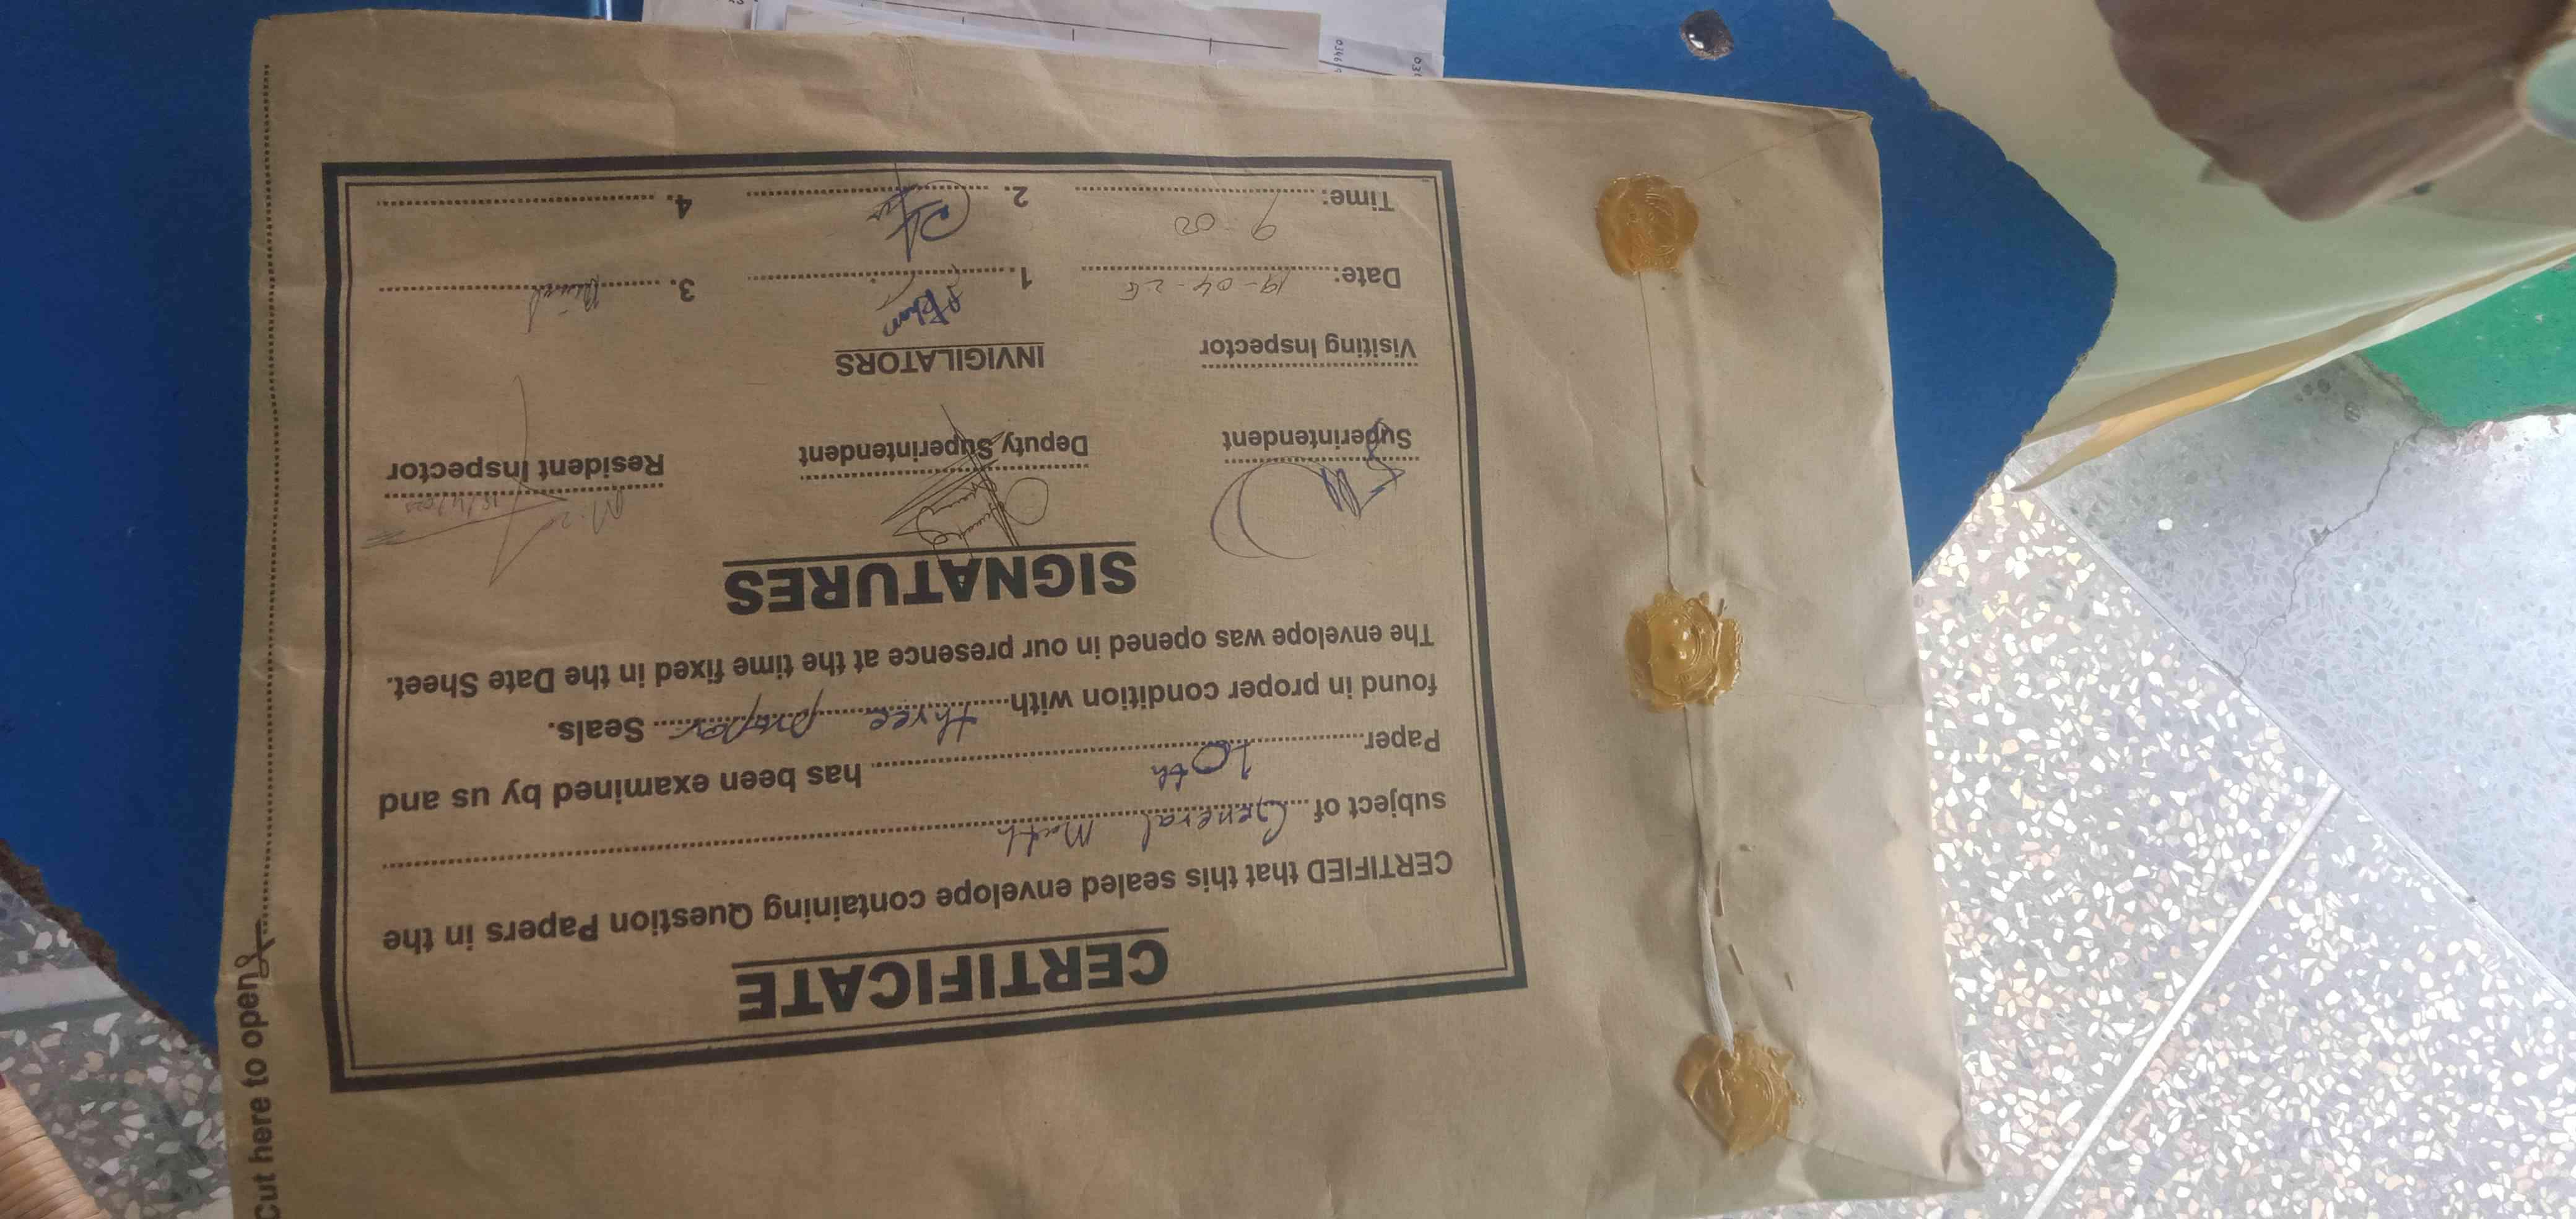 CERTIFICATE
CERTIFIED that this sealed envelope containing Question Papers in the
subject of General Math
Paper 10th has been examined by us and
found in proper condition with three proper Seals.
The envelope was opened in our presence at the time fixed in the Date Sheet.
SIGNATURES
Superintendent Deputy Superintendent Resident Inspector
Visiting Inspector INVIGILATORS
Date: 19-04-25 1. 3.
Time: 9-00 2. 4.
Cut here to open